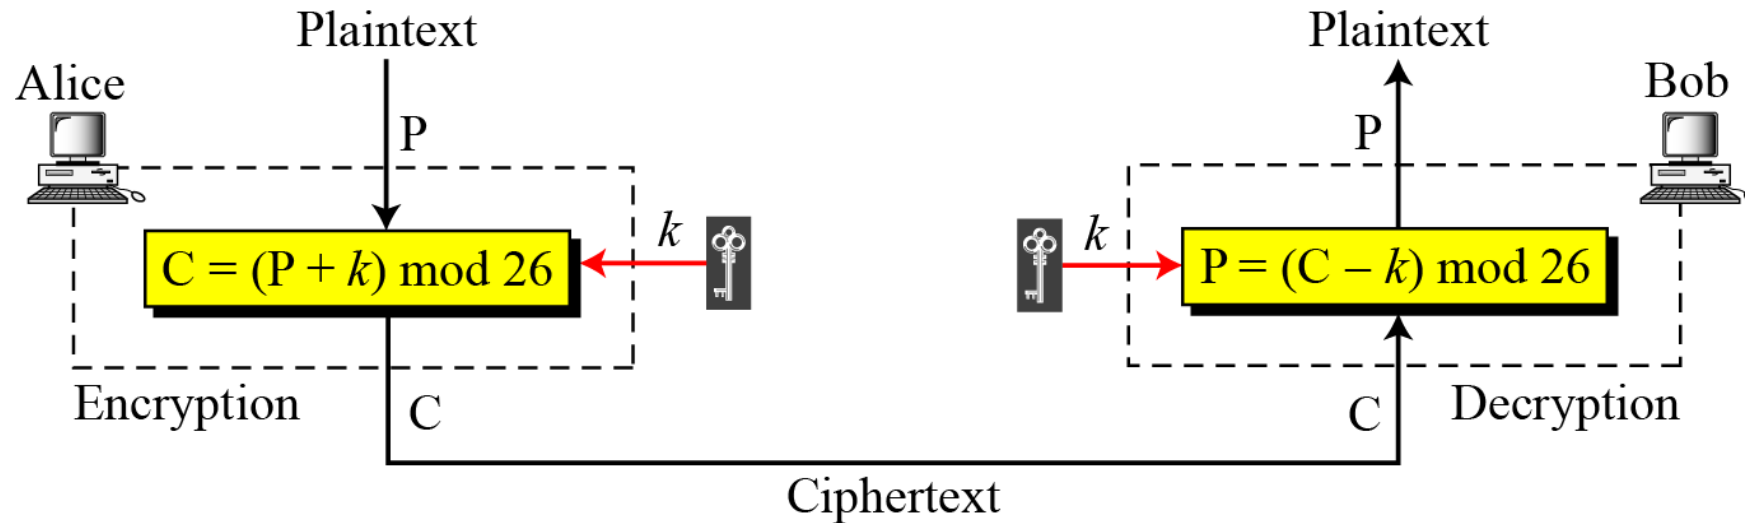 Plaintext
Plaintext
Alice
Bob
P
P
k
k
C = (P + k) mod 26
P = (C – k) mod 26
Encryption
C
C
Decryption
Ciphertext